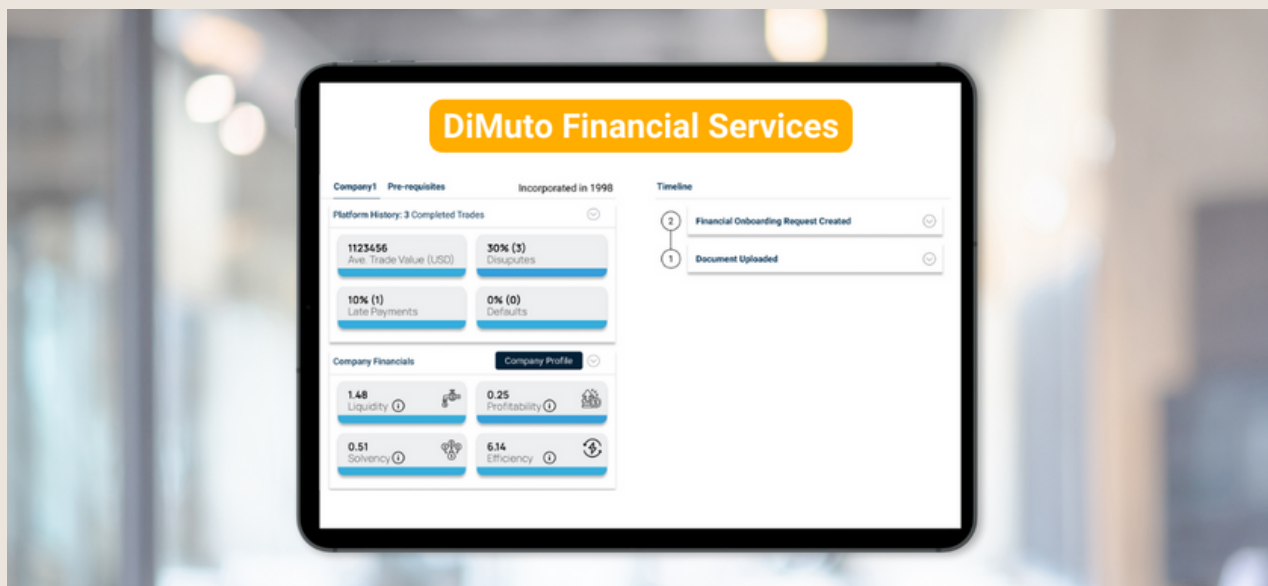 DiMuto Financial Services
Company1 Pre-requisites Incorporated in 1998
Platform History: 3 Completed Trades
1123456
Ave. Trade Value (USD)
30% (3)
Disuputes
10% (1)
Late Payments
0% (0)
Defaults
Company Financials Company Profile
1.48
Liquidity
0.25
Profitability
0.51
Solvency
6.14
Efficiency
Timeline
2 Financial Onboarding Request Created
1 Document Uploaded